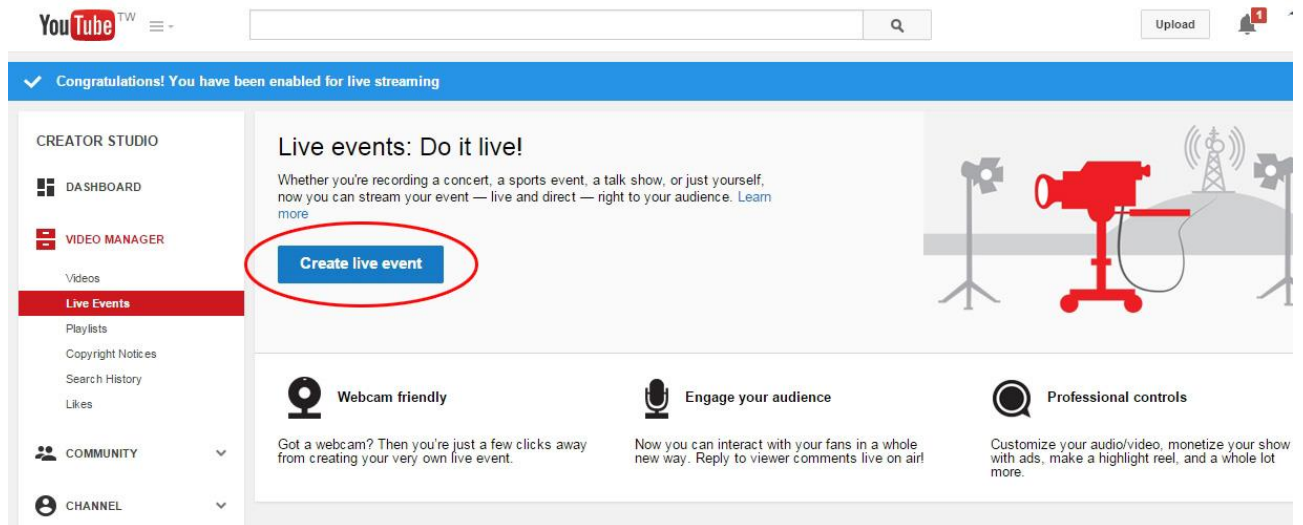 YouTube TW
Upload
1
Congratulations! You have been enabled for live streaming
CREATOR STUDIO
DASHBOARD
VIDEO MANAGER
Videos
Live Events
Playlists
Copyright Notices
Search History
Likes
COMMUNITY
CHANNEL
Live events: Do it live!
Whether you're recording a concert, a sports event, a talk show, or just yourself,
now you can stream your event — live and direct — right to your audience. Learn
more
Create live event
Webcam friendly
Got a webcam? Then you're just a few clicks away
from creating your very own live event.
Engage your audience
Now you can interact with your fans in a whole
new way. Reply to viewer comments live on air!
Professional controls
Customize your audio/video, monetize your show
with ads, make a highlight reel, and a whole lot
more.